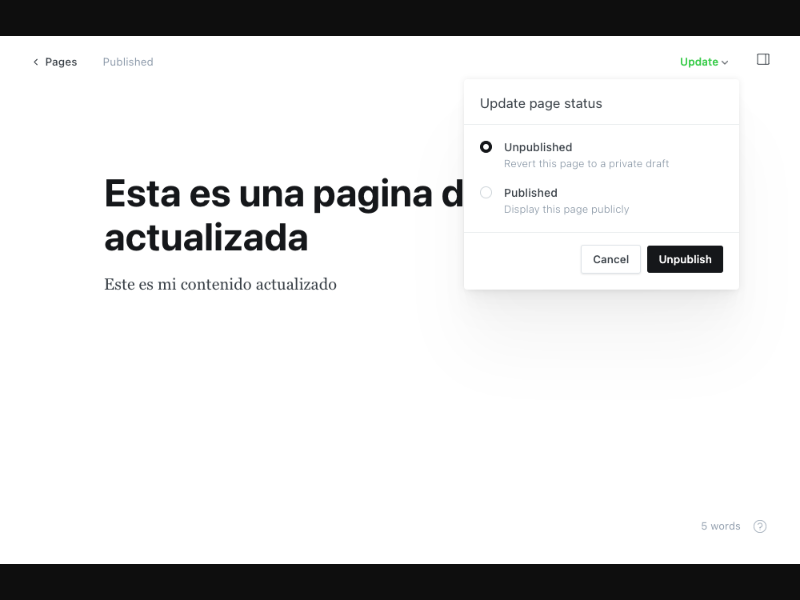 Pages
Published
Update
Update page status
Unpublished
Revert this page to a private draft
Published
Display this page publicly
Cancel
Unpublish
Esta es una pagina d
actualizada
Este es mi contenido actualizado
5 words
?